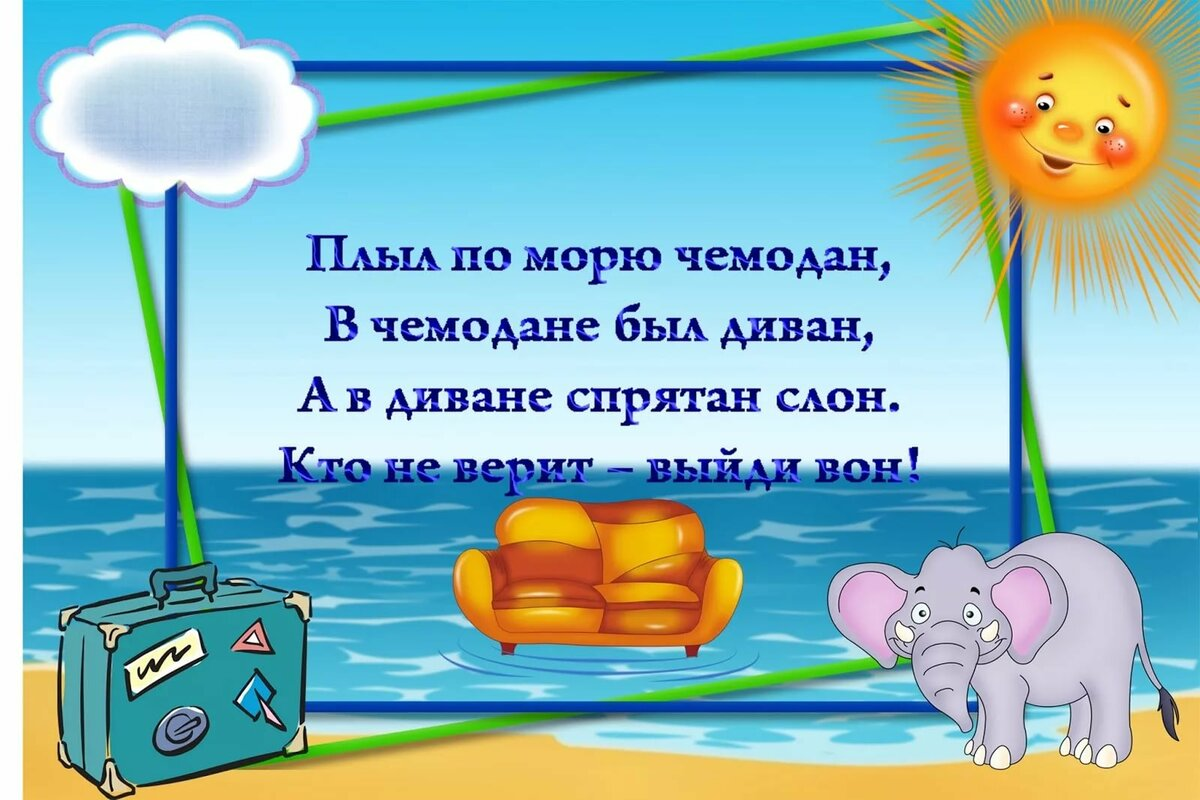 Плыл по морю чемодан,
В чемодане был диван,
А в диване спрятан слон.
Кто не верит – выйди вон!